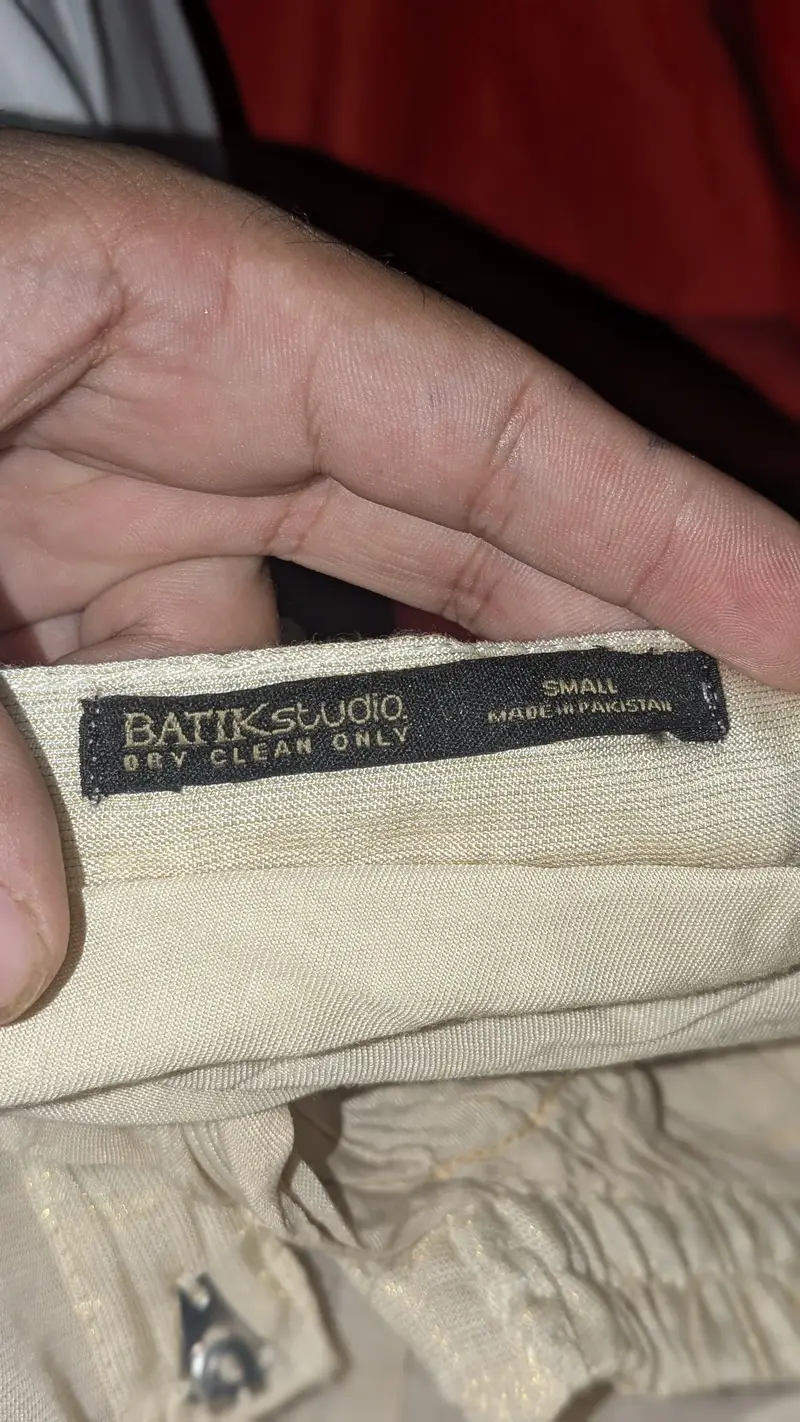 BATIKstudio
DRY CLEAN ONLY
SMALL
MADE IN PAKISTAN